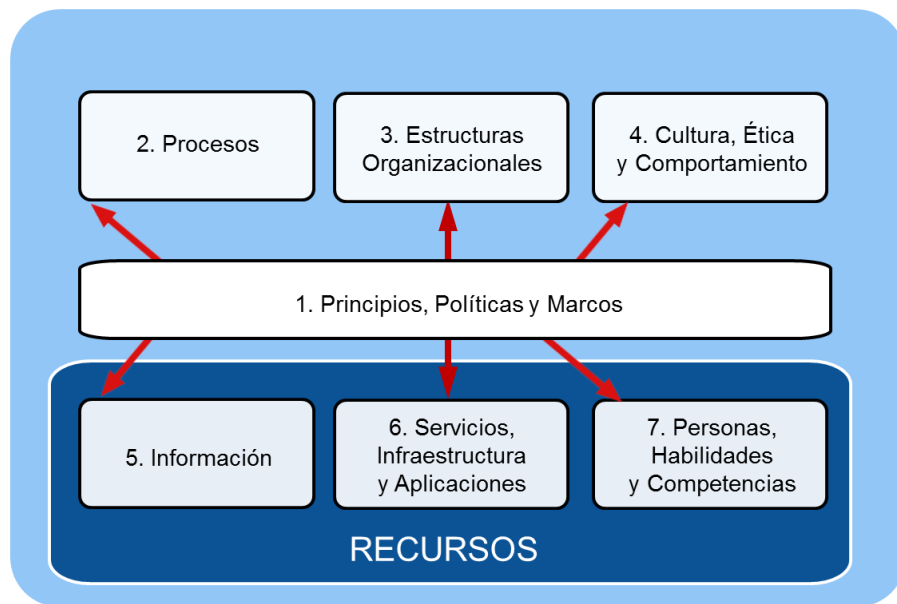 2. Procesos
3. Estructuras
Organizacionales
4. Cultura, Ética
y Comportamiento
1. Principios, Políticas y Marcos
5. Información
6. Servicios,
Infraestructura
y Aplicaciones
7. Personas,
Habilidades
y Competencias
RECURSOS